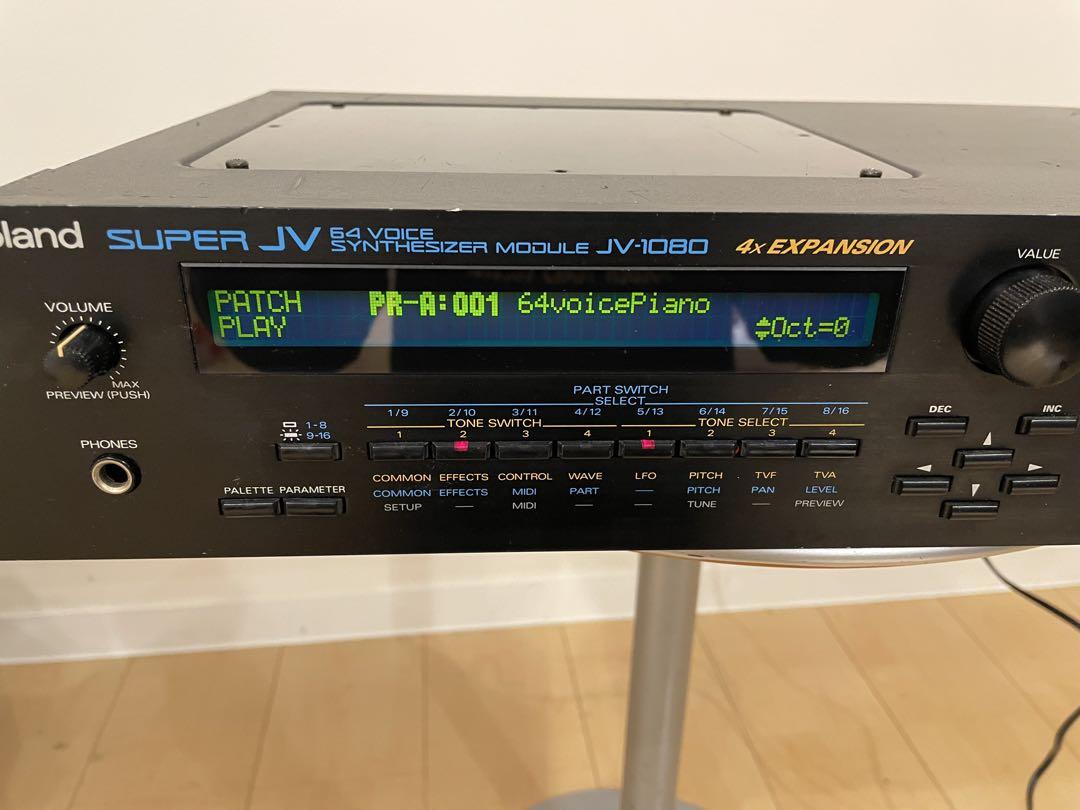 oland SUPER JV 64 VOICE
SYNTHESIZER MODULE JV-1080 4x EXPANSION
VALUE
VOLUME
MAX
PREVIEW (PUSH)
PATCH PR-A:001 64voicePiano
PLAY Oct=0
PART SWITCH
SELECT
1/9 2/10 3/11 4/12 5/13 6/14 7/15 8/16
TONE SWITCH TONE SELECT
1-8
9-16
1 2 3 4 1 2 3 4
DEC INC
PHONES
PALETTE PARAMETER
COMMON EFFECTS CONTROL WAVE LFO PITCH TVF TVA
COMMON EFFECTS MIDI PART — PITCH PAN LEVEL
SETUP — MIDI — — TUNE — PREVIEW